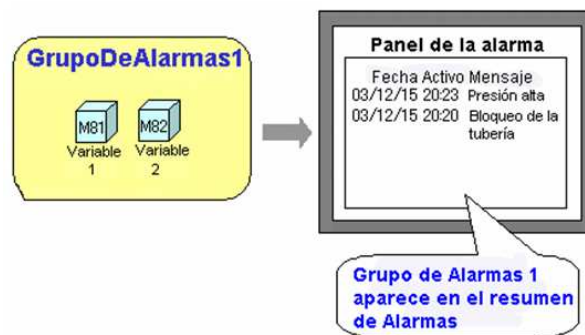 GrupoDeAlarmas1
M81
M82
Variable
1
Variable
2
Panel de la alarma
Fecha Activo Mensaje
03/12/15 20:23 Presión alta
03/12/15 20:20 Bloqueo de la
tubería
Grupo de Alarmas 1
aparece en el resumen
de Alarmas